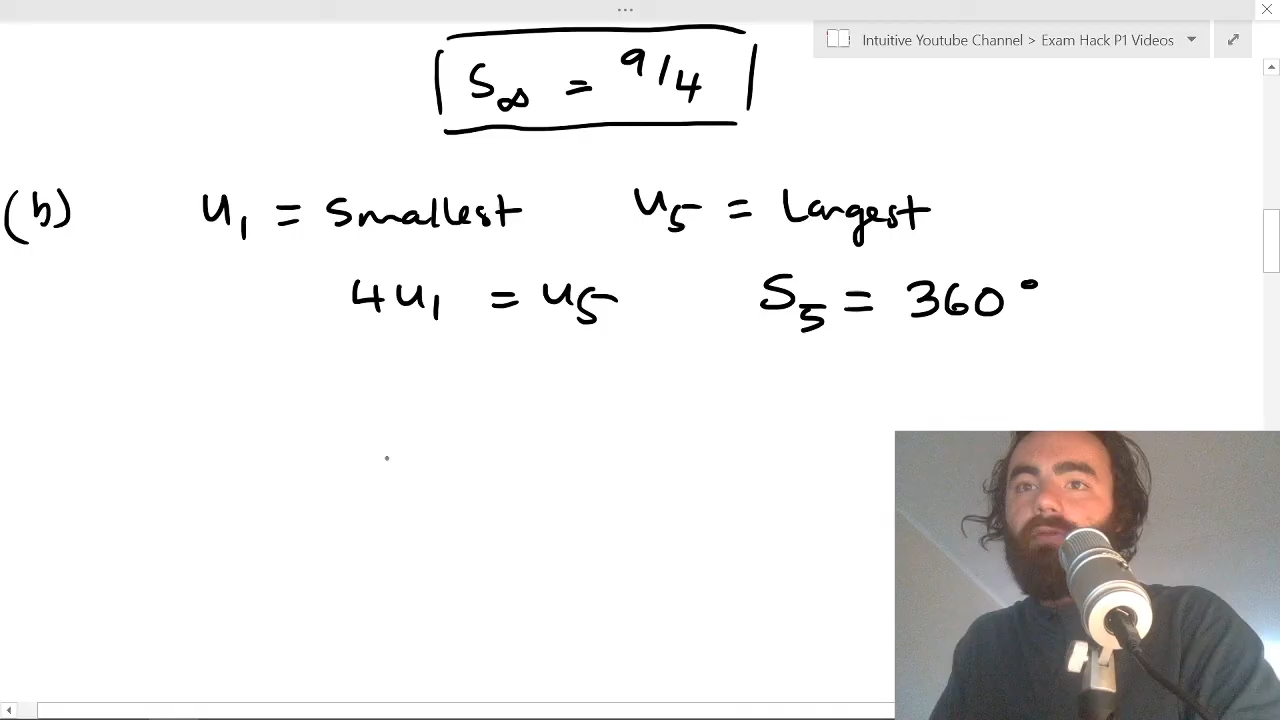 ...
Intuitive Youtube Channel > Exam Hack P1 Videos
S∞ = 9/4
(b) u₁ = Smallest u₅ = Largest
4u₁ = u₅ S₅ = 360°